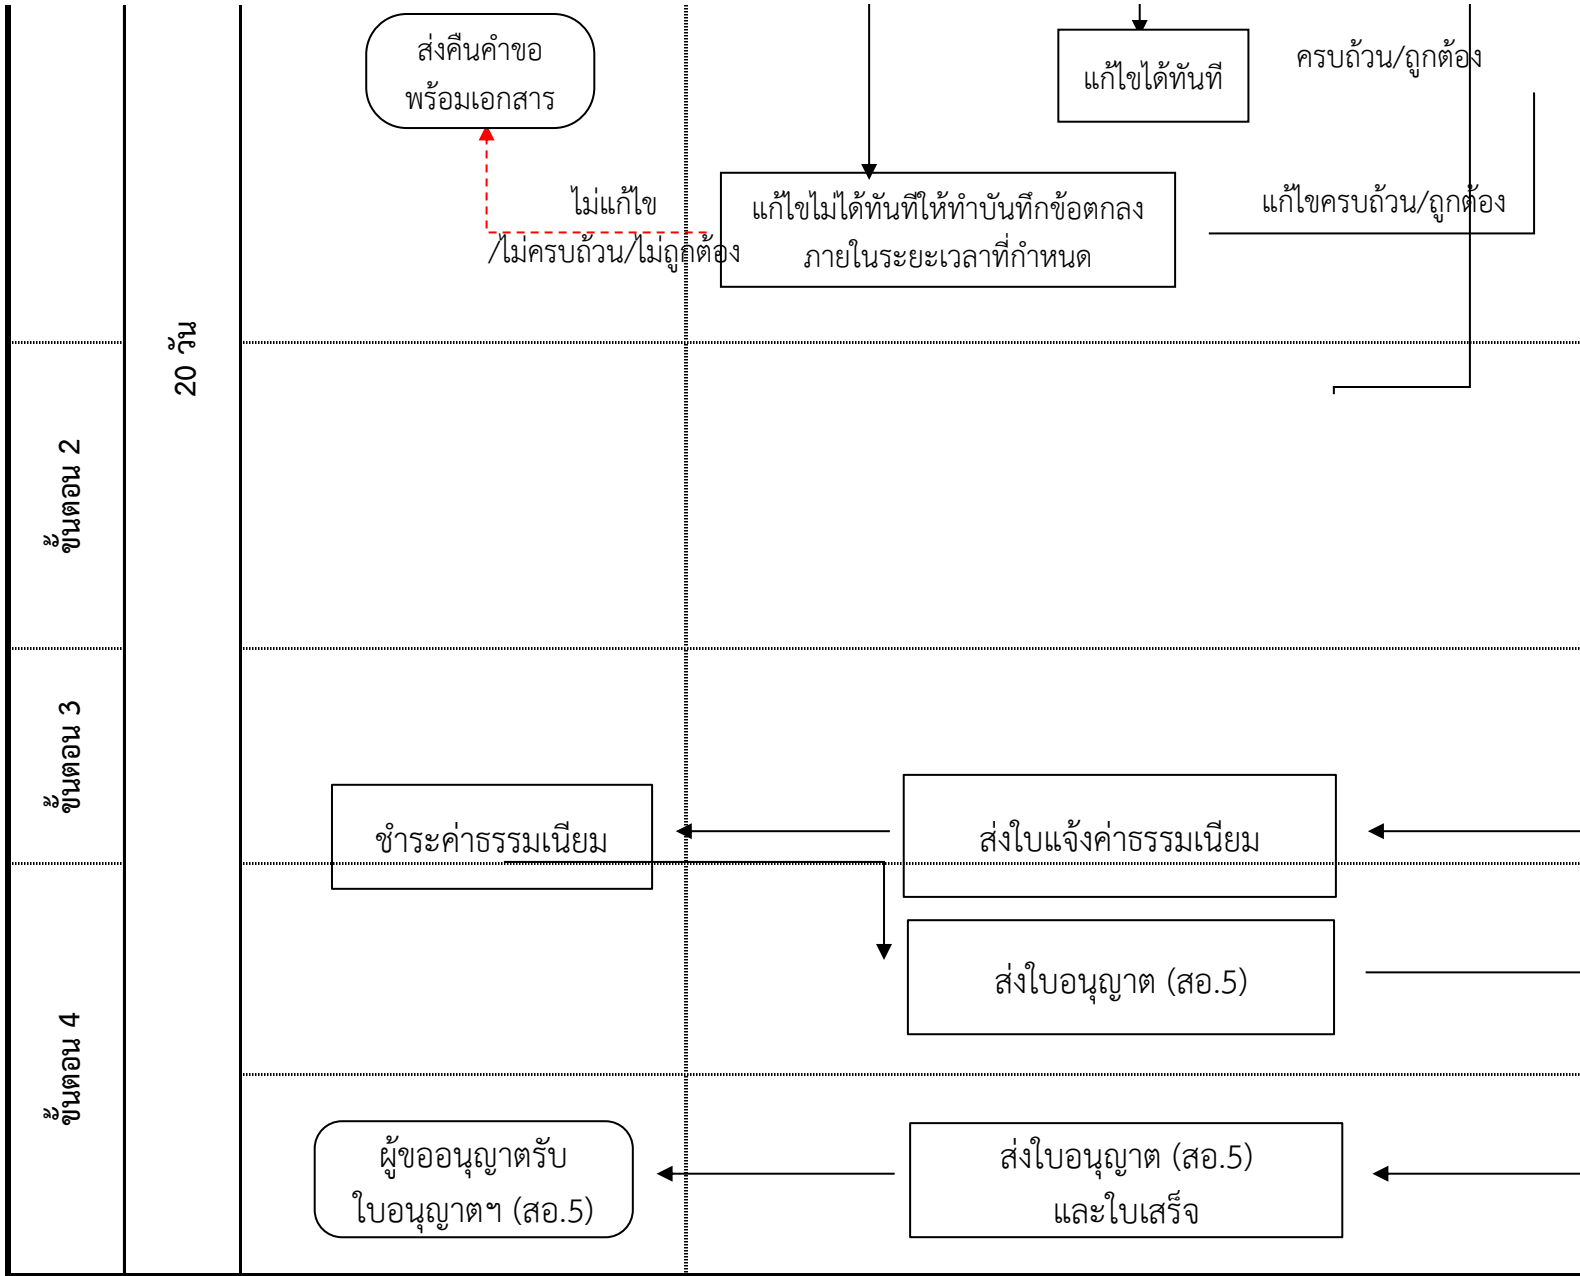 ส่งคืนคำขอ
พร้อมเอกสาร
แก้ไขได้ทันที
ครบถ้วน/ถูกต้อง
ไม่แก้ไข
/ไม่ครบถ้วน/ไม่ถูกต้อง
แก้ไขไม่ได้ทันทีให้ทำบันทึกข้อตกลง
ภายในระยะเวลาที่กำหนด
แก้ไขครบถ้วน/ถูกต้อง
20 วัน
ขั้นตอน 2
ขั้นตอน 3
ชำระค่าธรรมเนียม
ส่งใบแจ้งค่าธรรมเนียม
ขั้นตอน 4
ส่งใบอนุญาต (สอ.5)
ผู้ขออนุญาตรับ
ใบอนุญาตฯ (สอ.5)
ส่งใบอนุญาต (สอ.5)
และใบเสร็จ